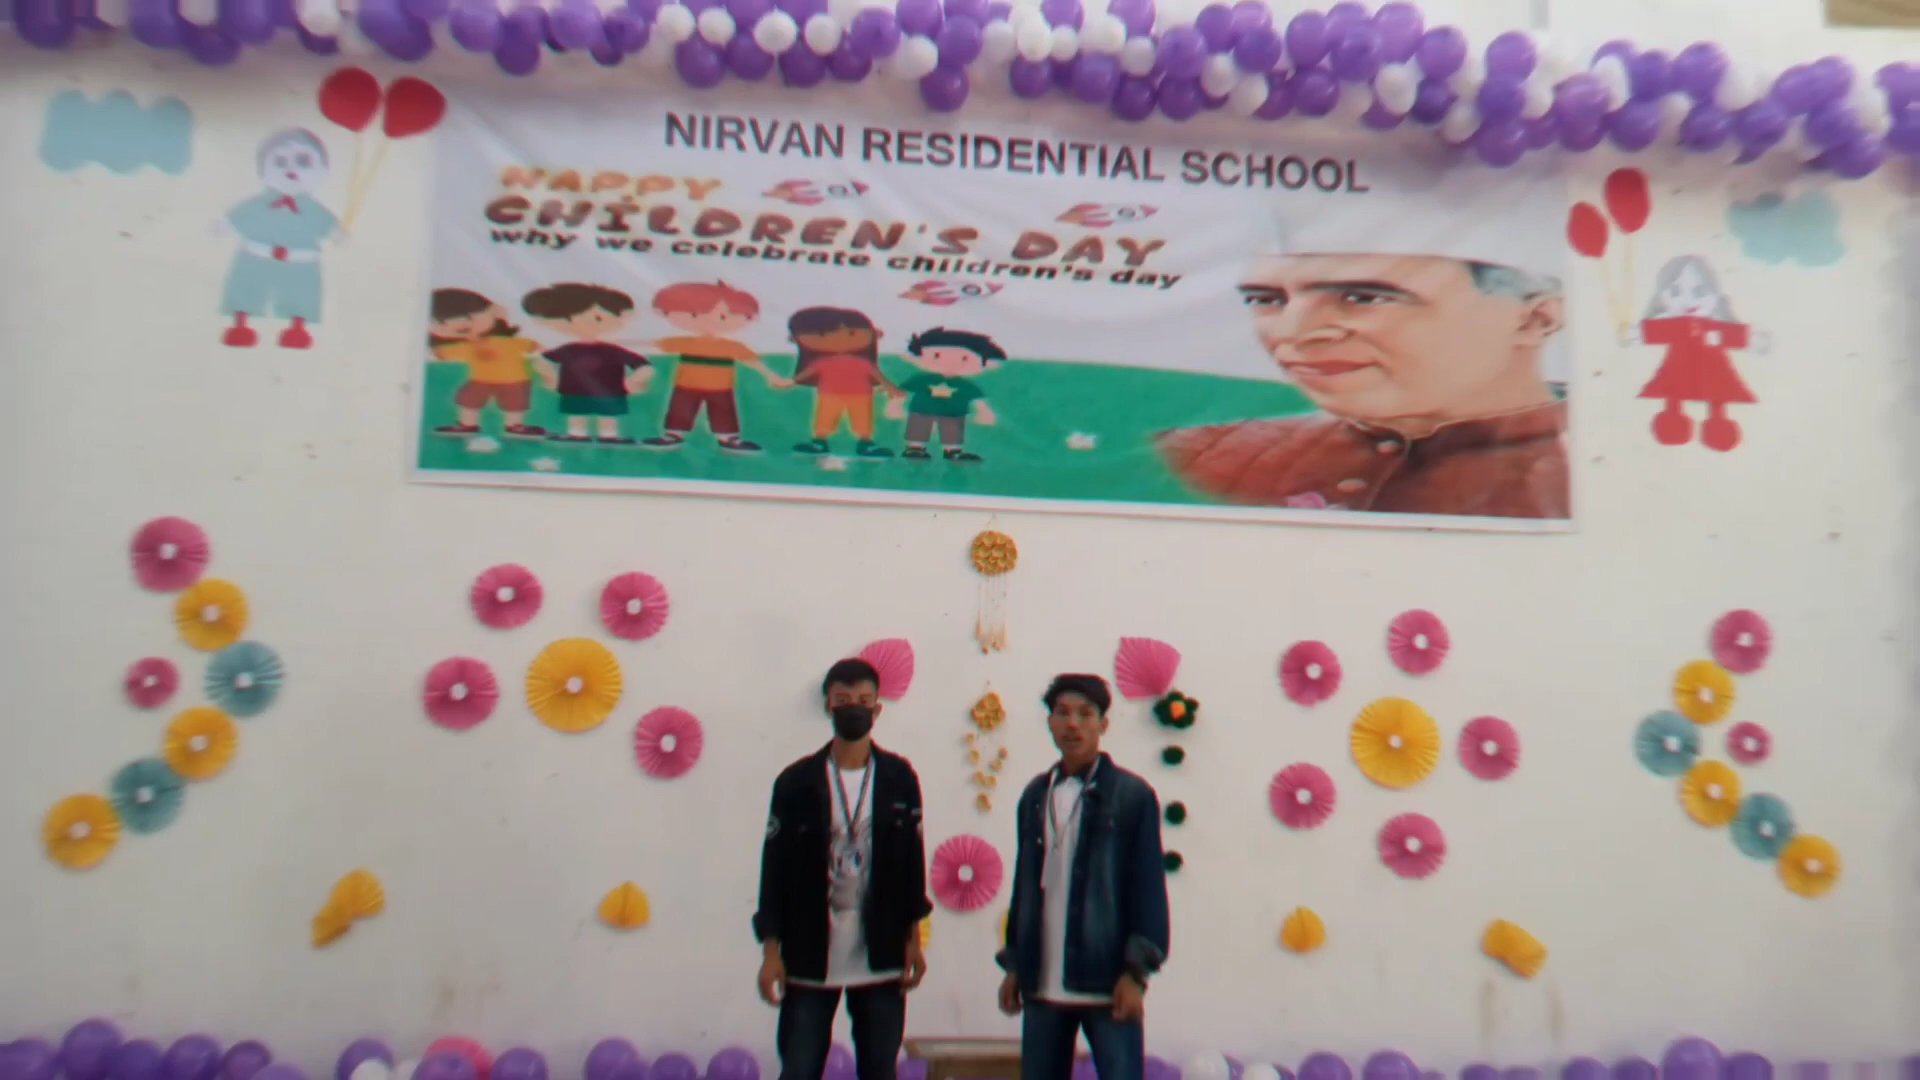 NIRVAN RESIDENTIAL SCHOOL
HAPPY
CHILDREN'S DAY
why we celebrate children's day